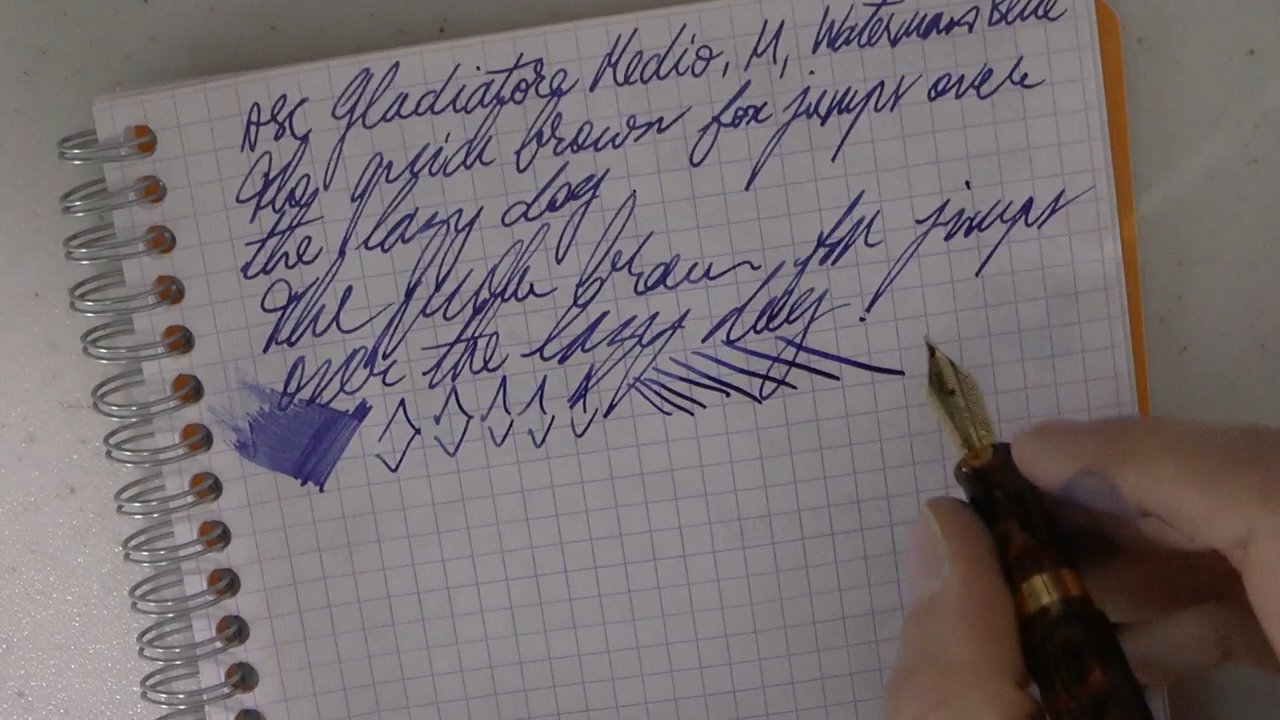 ASC Gladiatore Medio, M, Waterman Blue
The quick brown fox jumps over
the lazy dog
The quick brown fox jumps
over the lazy dog!